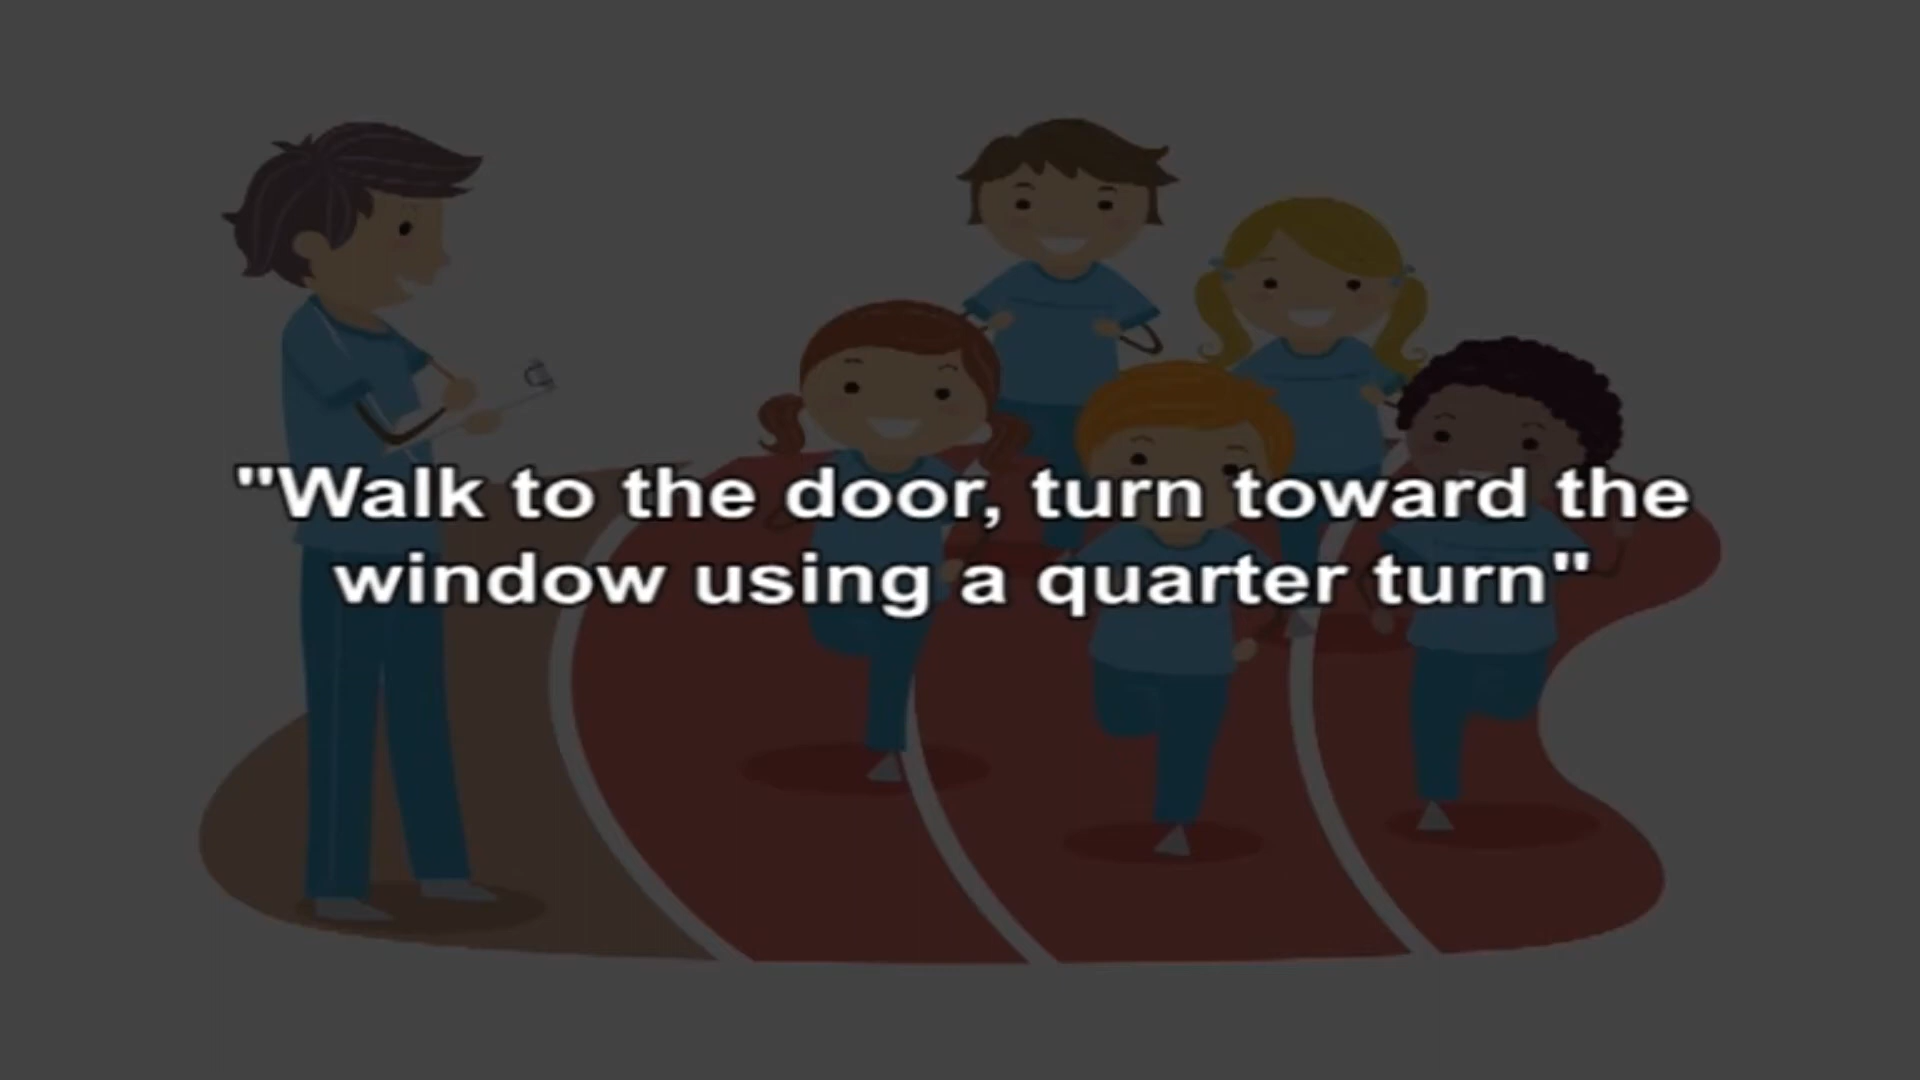 "Walk to the door, turn toward the
window using a quarter turn"